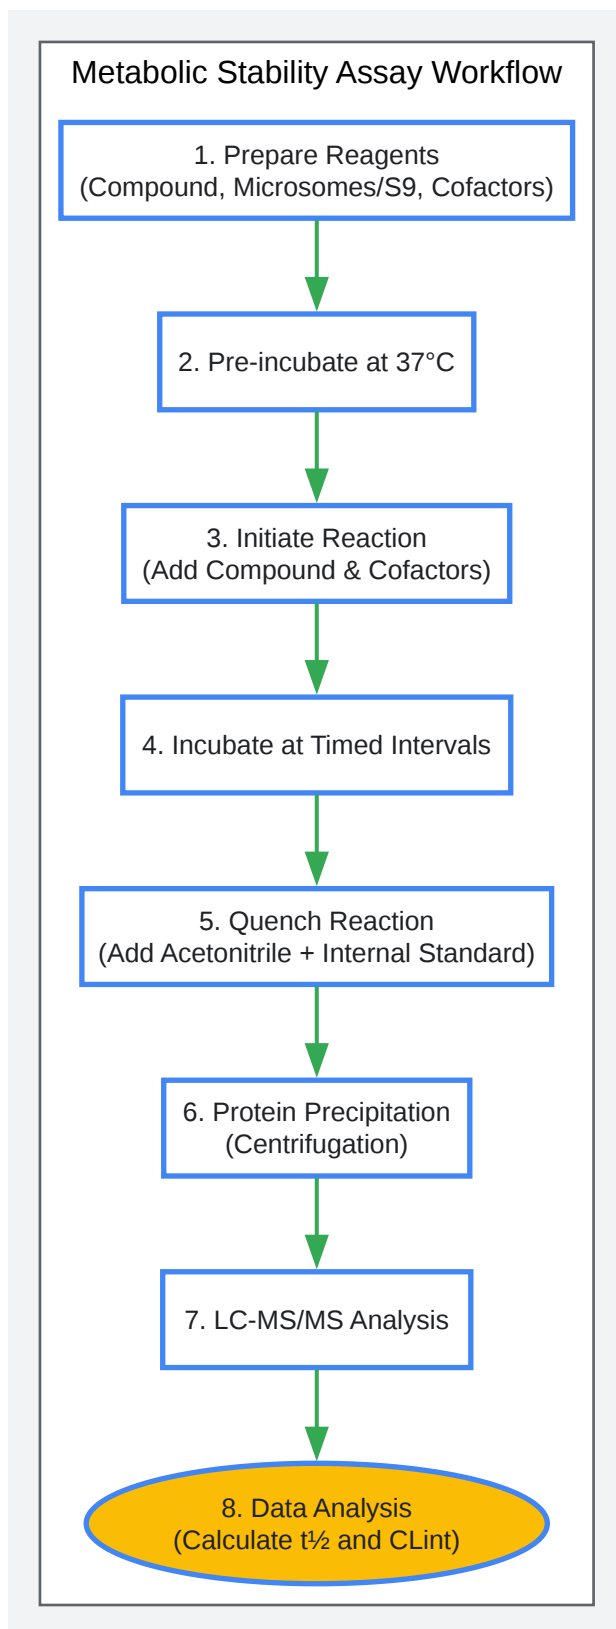 Metabolic Stability Assay Workflow
1. Prepare Reagents
(Compound, Microsomes/S9, Cofactors)
2. Pre-incubate at 37°C
3. Initiate Reaction
(Add Compound & Cofactors)
4. Incubate at Timed Intervals
5. Quench Reaction
(Add Acetonitrile + Internal Standard)
6. Protein Precipitation
(Centrifugation)
7. LC-MS/MS Analysis
8. Data Analysis
(Calculate t½ and CLint)